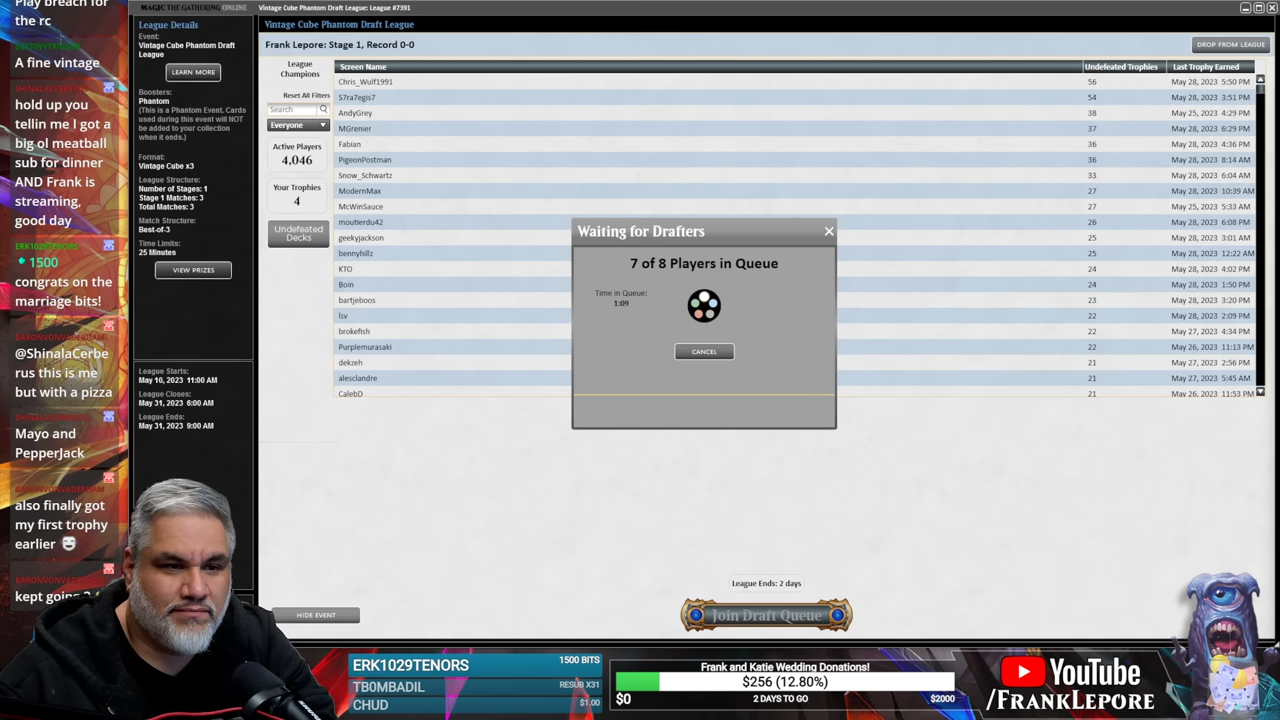 Play breach for
the rc
DESTINYTRIGGER
A fine vintage
hold up you
tellin me I got a
big ol meatball
sub for dinner
AND Frank is
streaming,
good day
ERK1029TENORS
1500
congrats on the
marriage bits!
@ShinalaCerbe
rus this is me
but with a pizza
Mayo and
PepperJack
BARONVONVADERHAM
also finally got
my first trophy
earlier
BARONVONVADERHAM
kept going
MAGIC THE GATHERING ONLINE
Vintage Cube Phantom Draft League: League #7391
League Details
Event:
Vintage Cube Phantom Draft
League
LEARN MORE
Boosters:
Phantom
(This is a Phantom Event. Cards
used during this event will NOT
be added to your collection
when it ends.)
Format:
Vintage Cube x3
League Structure:
Number of Stages: 1
Stage 1 Matches: 3
Total Matches: 3
Match Structure:
Best-of-3
Time Limits:
25 Minutes
VIEW PRIZES
League Starts:
May 10, 2023 11:00 AM
League Closes:
May 31, 2023 6:00 AM
League Ends:
May 31, 2023 9:00 AM
Vintage Cube Phantom Draft League
Frank Lepore: Stage 1, Record 0-0
DROP FROM LEAGUE
League
Champions
Reset All Filters
Search
Everyone
Active Players
4,046
Your Trophies
4
Undefeated
Decks
Screen Name Undefeated Trophies Last Trophy Earned
Chris_Wulf1991 56 May 28, 2023 5:50 PM
S7ra7egis7 54 May 28, 2023 3:51 PM
AndyGrey 38 May 25, 2023 4:29 PM
MGrenier 37 May 28, 2023 6:29 PM
Fabian 36 May 28, 2023 4:36 PM
PigeonPostman 36 May 28, 2023 8:14 AM
Snow_Schwartz 33 May 28, 2023 6:04 AM
ModernMax 27 May 28, 2023 10:39 AM
McWinSauce 27 May 25, 2023 5:33 AM
moutierdu42 26 May 28, 2023 6:08 PM
geekyjackson 25 May 28, 2023 3:01 AM
bennyhillz 25 May 28, 2023 12:22 AM
KTO 24 May 28, 2023 4:02 PM
Boin 24 May 28, 2023 1:50 PM
bartjeboos 23 May 28, 2023 3:20 PM
lsv 22 May 28, 2023 2:09 PM
brokefish 22 May 27, 2023 4:34 PM
Purplemurasaki 22 May 26, 2023 11:13 PM
dekzeh 21 May 27, 2023 2:56 PM
alesclandre 21 May 27, 2023 5:45 AM
CalebD 21 May 26, 2023 11:53 PM
Waiting for Drafters
7 of 8 Players in Queue
Time in Queue:
1:09
CANCEL
League Ends: 2 days
HIDE EVENT
Join Draft Queue
ERK1029TENORS 1500 BITS
TB0MBADIL RESUB X31
CHUD $1.00
Frank and Katie Wedding Donations!
$256 (12.80%)
$0 2 DAYS TO GO $2000
YouTube
/FRANKLEPORE